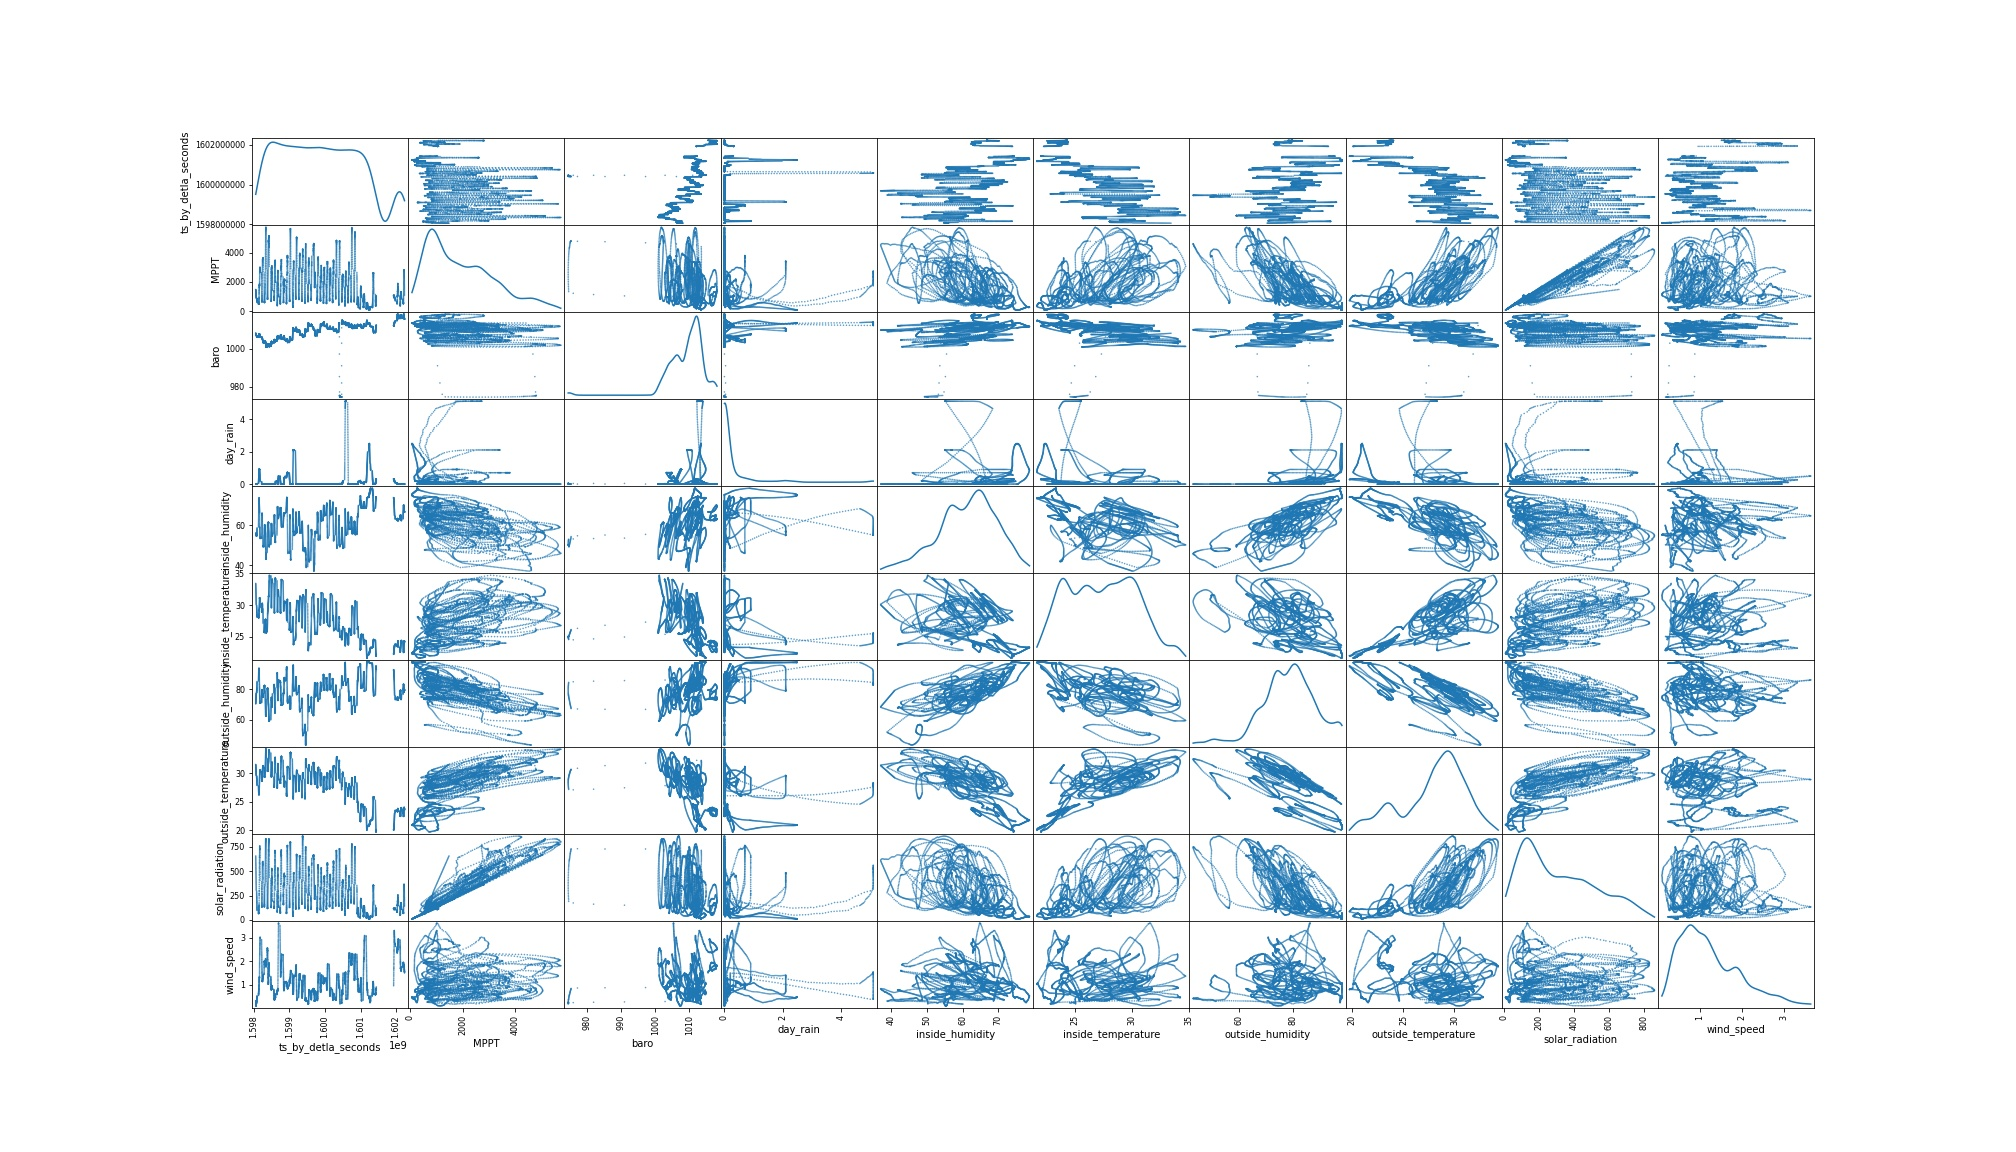 ts_by_detla_seconds
1602000000
1600000000
1598000000
MPPT
4000
2000
0
baro
1000
980
day_rain
4
2
0
inside_humidity
60
40
inside_temperature
35
30
25
outside_humidity
80
60
outside_temperature
30
25
20
solar_radiation
750
500
250
0
wind_speed
3
2
1
1.598 1.599 1.600 1.601 1.602 0 2000 4000 980 990 1000 1010 0 2 4 40 50 60 70 25 30 35 60 80 20 25 30 0 200 400 600 800 1 2 3
1e9
ts_by_detla_seconds MPPT baro day_rain inside_humidity inside_temperature outside_humidity outside_temperature solar_radiation wind_speed